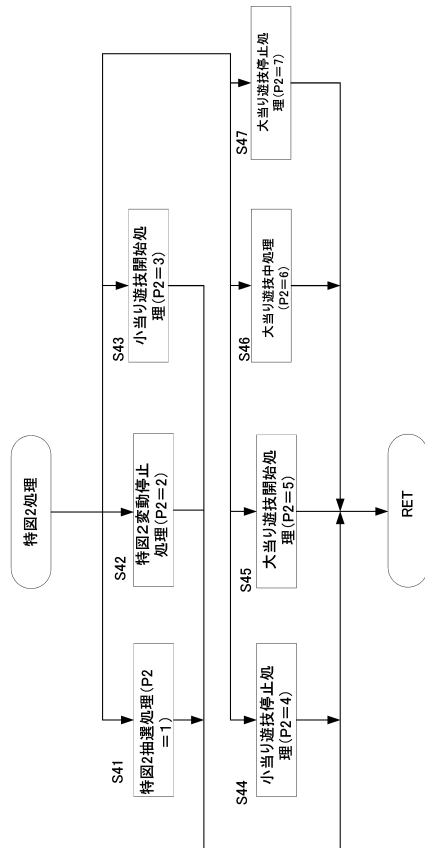 特図2処理
S41
特図2抽選処理(P2
＝1)
S42
特図２変動停止
処理(P2＝2)
S43
小当り遊技開始処
理(P2＝3)
S44
小当り遊技停止処
理(P2＝4)
S45
大当り遊技開始処
理(P2＝5)
S46
大当り遊技中処理
(P2＝6)
S47
大当り遊技停止処
理(P2＝7)
RET